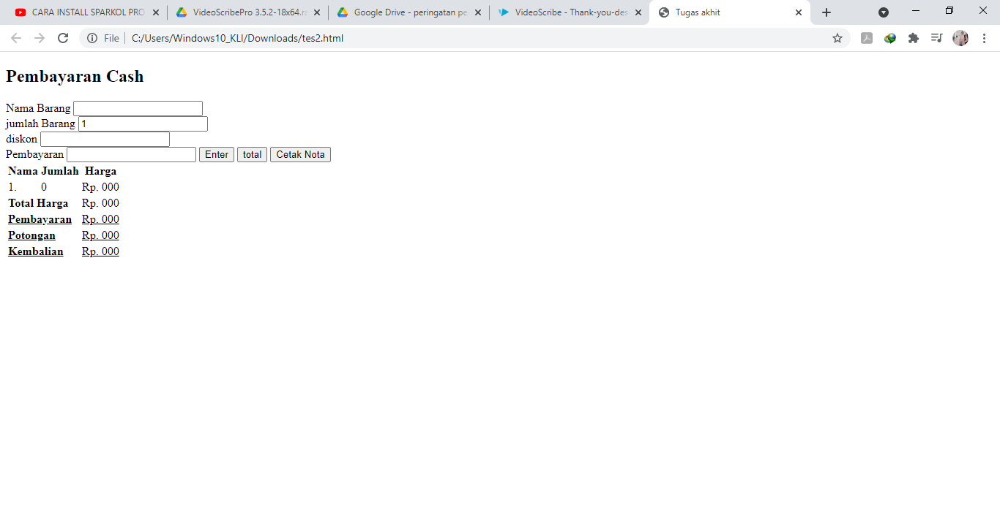 CARA INSTALL SPARKOL PRO
VideoScribePro 3.5.2-18x64.ra
Google Drive - peringatan pe
VideoScribe - Thank-you-des
Tugas akhit
File
C:/Users/Windows10_KLI/Downloads/tes2.html
Pembayaran Cash
Nama Barang
jumlah Barang 1
diskon
Pembayaran Enter total Cetak Nota
Nama Jumlah Harga
1. 0 Rp. 000
Total Harga Rp. 000
Pembayaran Rp. 000
Potongan Rp. 000
Kembalian Rp. 000